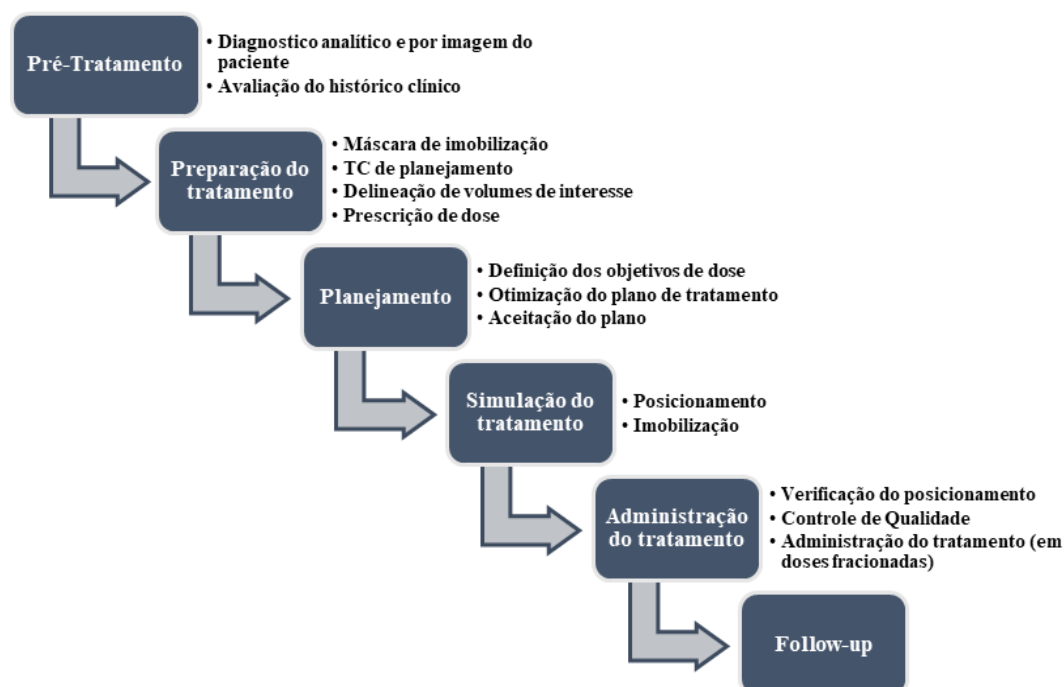 Pré-Tratamento
• Diagnostico analítico e por imagem do
paciente
• Avaliação do histórico clínico
Preparação do
tratamento
• Máscara de imobilização
• TC de planejamento
• Delineação de volumes de interesse
• Prescrição de dose
Planejamento
• Definição dos objetivos de dose
• Otimização do plano de tratamento
• Aceitação do plano
Simulação do
tratamento
• Posicionamento
• Imobilização
Administração
do tratamento
• Verificação do posicionamento
• Controle de Qualidade
• Administração do tratamento (em
doses fracionadas)
Follow-up